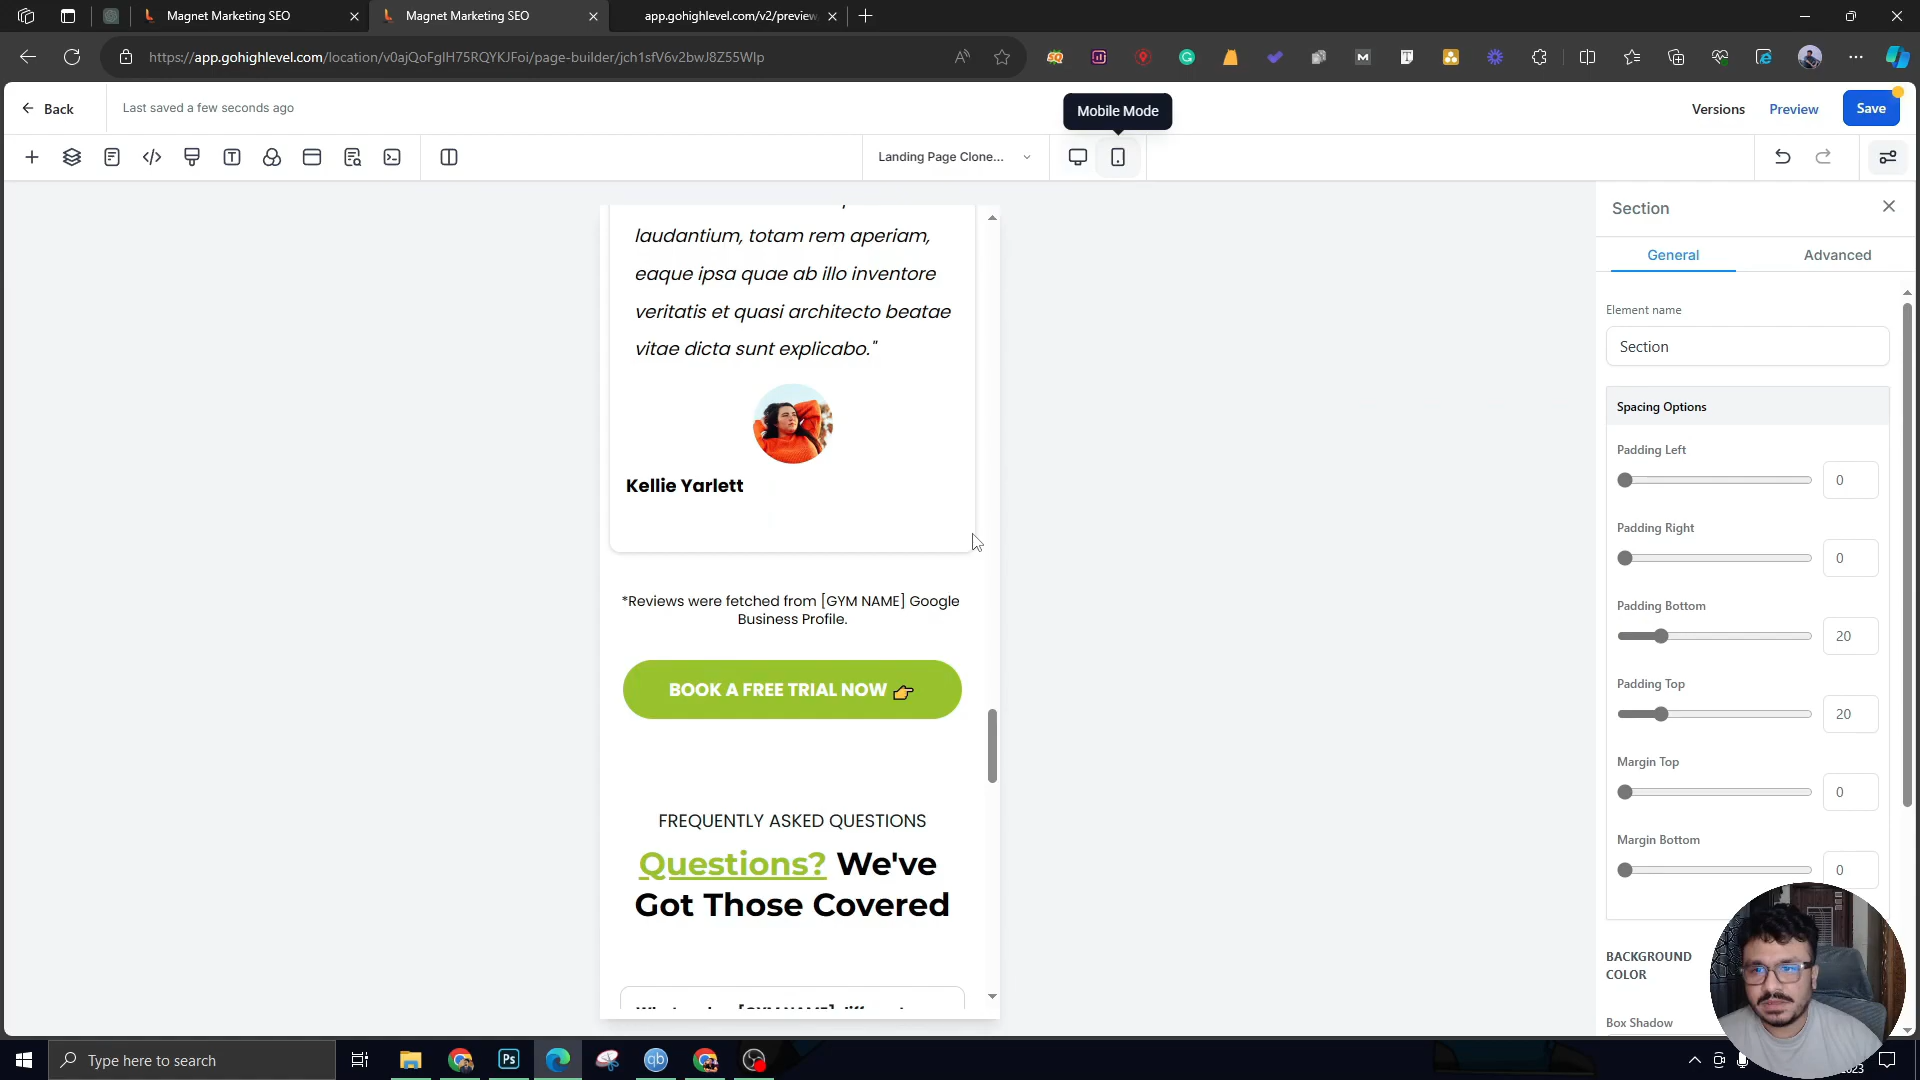 Magnet Marketing SEO
Magnet Marketing SEO
app.gohighlevel.com/v2/preview
https://app.gohighlevel.com/location/v0ajQoFglH75RQYKJFoi/page-builder/jch1sfV6v2bwJ8Z55Wlp
Back
Last saved a few seconds ago
Mobile Mode
Versions
Preview
Save
Landing Page Clone...
Section
General
Advanced
Element name
Section
Spacing Options
Padding Left
0
Padding Right
0
Padding Bottom
20
Padding Top
20
Margin Top
0
Margin Bottom
0
BACKGROUND
COLOR
Box Shadow
laudantium, totam rem aperiam,
eaque ipsa quae ab illo inventore
veritatis et quasi architecto beatae
vitae dicta sunt explicabo."
Kellie Yarlett
*Reviews were fetched from [GYM NAME] Google
Business Profile.
BOOK A FREE TRIAL NOW 👉
FREQUENTLY ASKED QUESTIONS
Questions? We've
Got Those Covered
Type here to search